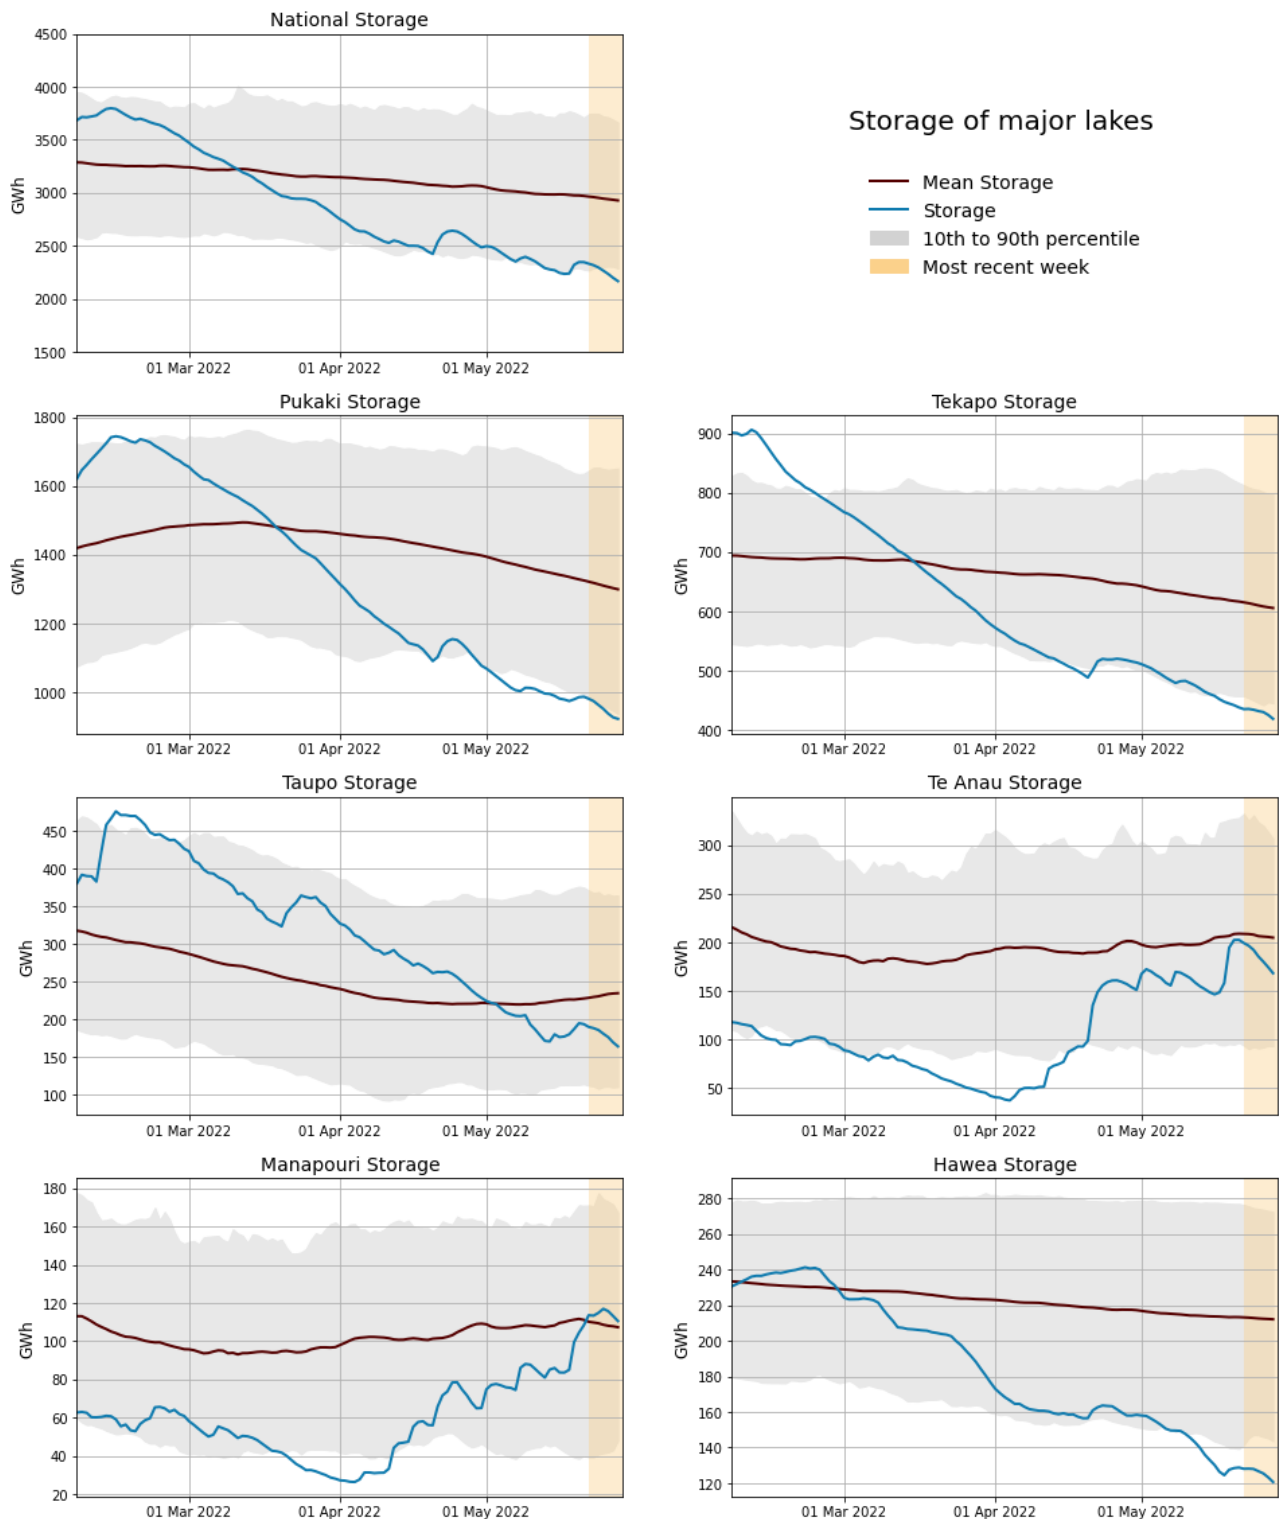 National Storage
4500
4000
3500
3000
2500
2000
1500
GWh
01 Mar 2022
01 Apr 2022
01 May 2022
Storage of major lakes
Mean Storage
Storage
10th to 90th percentile
Most recent week
Pukaki Storage
1800
1600
1400
1200
1000
GWh
01 Mar 2022
01 Apr 2022
01 May 2022
Tekapo Storage
900
800
700
600
500
400
GWh
01 Mar 2022
01 Apr 2022
01 May 2022
Taupo Storage
450
400
350
300
250
200
150
100
GWh
01 Mar 2022
01 Apr 2022
01 May 2022
Te Anau Storage
300
250
200
150
100
50
GWh
01 Mar 2022
01 Apr 2022
01 May 2022
Manapouri Storage
180
160
140
120
100
80
60
40
20
GWh
01 Mar 2022
01 Apr 2022
01 May 2022
Hawea Storage
280
260
240
220
200
180
160
140
120
GWh
01 Mar 2022
01 Apr 2022
01 May 2022